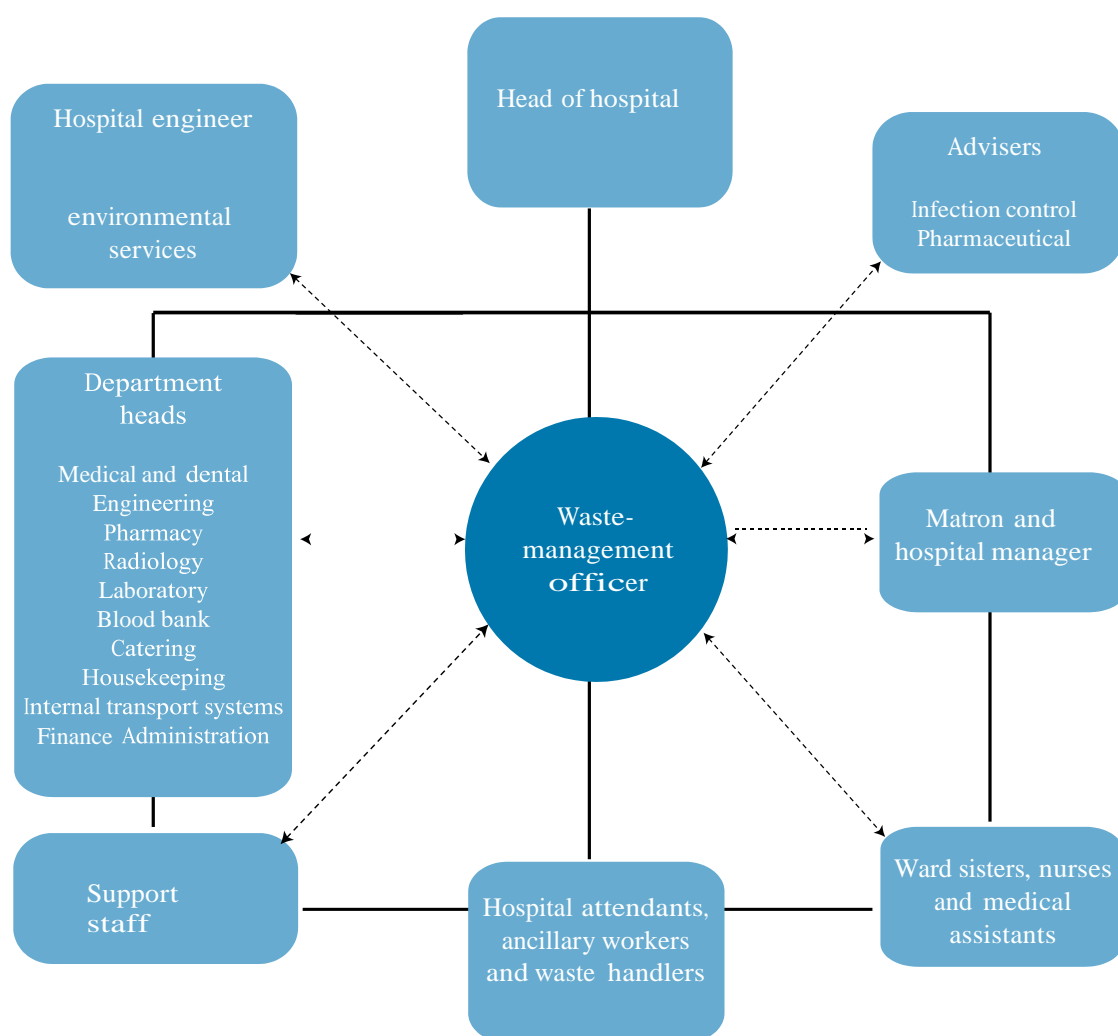 Head of hospital
Hospital engineer
environmental
services
Advisers
Infection control
Pharmaceutical
Department
heads
Medical and dental
Engineering
Pharmacy
Radiology
Laboratory
Blood bank
Catering
Housekeeping
Internal transport systems
Finance Administration
Waste-
management
officer
Matron and
hospital manager
Support
staff
Hospital attendants,
ancillary workers
and waste handlers
Ward sisters, nurses
and medical
assistants